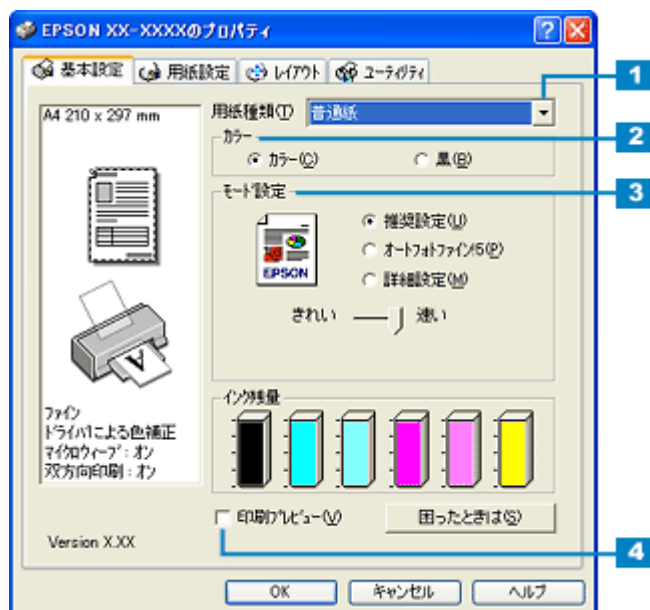 EPSON XX-XXXXのプロパティ
基本設定 用紙設定 レイアウト ユーティリティ
1
A4 210 x 297 mm
用紙種類(T) 普通紙
カラー
2
カラー(C) 黒(B)
モード設定
3
推奨設定(U)
オートフォトファイン!5(P)
EPSON
詳細設定(M)
きれい 速い
インク残量
ファイン
ドライバによる色補正
マイクロウィーブ : オン
双方向印刷 : オン
印刷プレビュー(V) 困ったときは(S)
Version X.XX
4
OK キャンセル ヘルプ
A